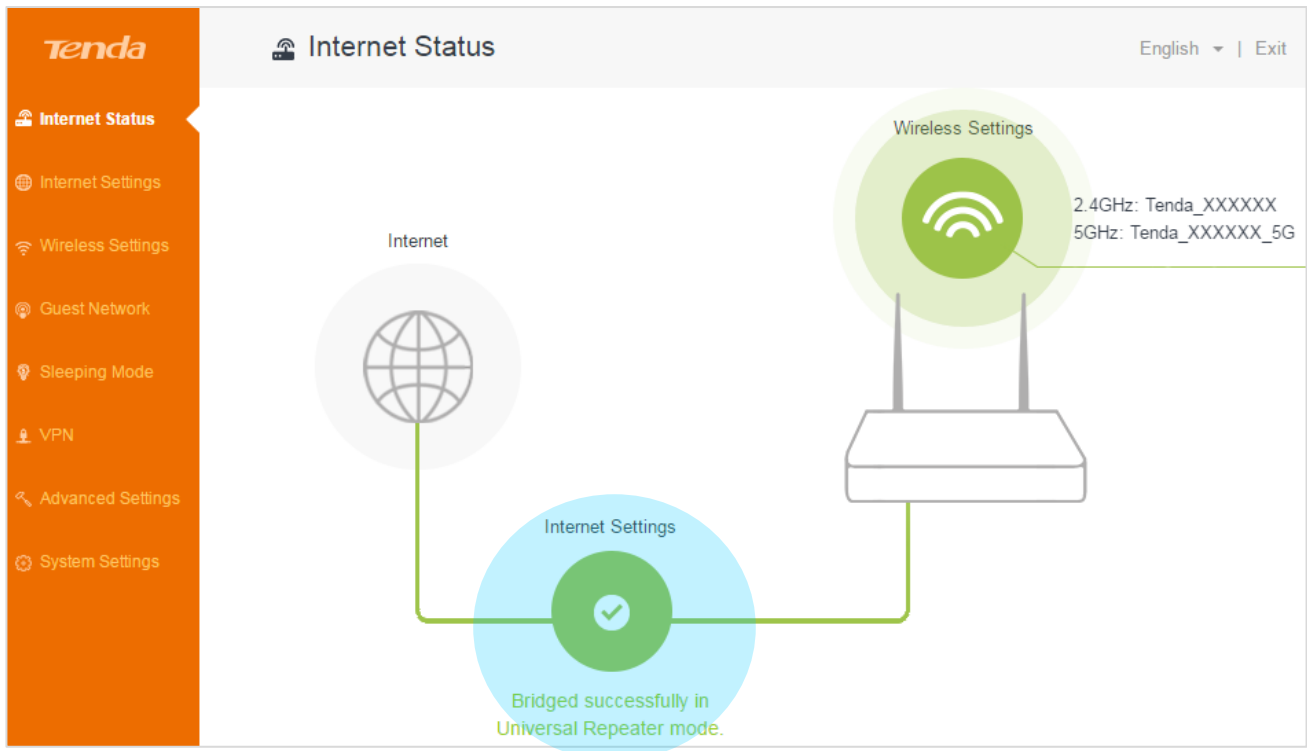 Tenda
Internet Status
English | Exit
Internet Status
Internet Settings
Wireless Settings
Guest Network
Sleeping Mode
VPN
Advanced Settings
System Settings
Wireless Settings
2.4GHz: Tenda_XXXXXX
5GHz: Tenda_XXXXXX_5G
Internet
Internet Settings
Bridged successfully in
Universal Repeater mode.